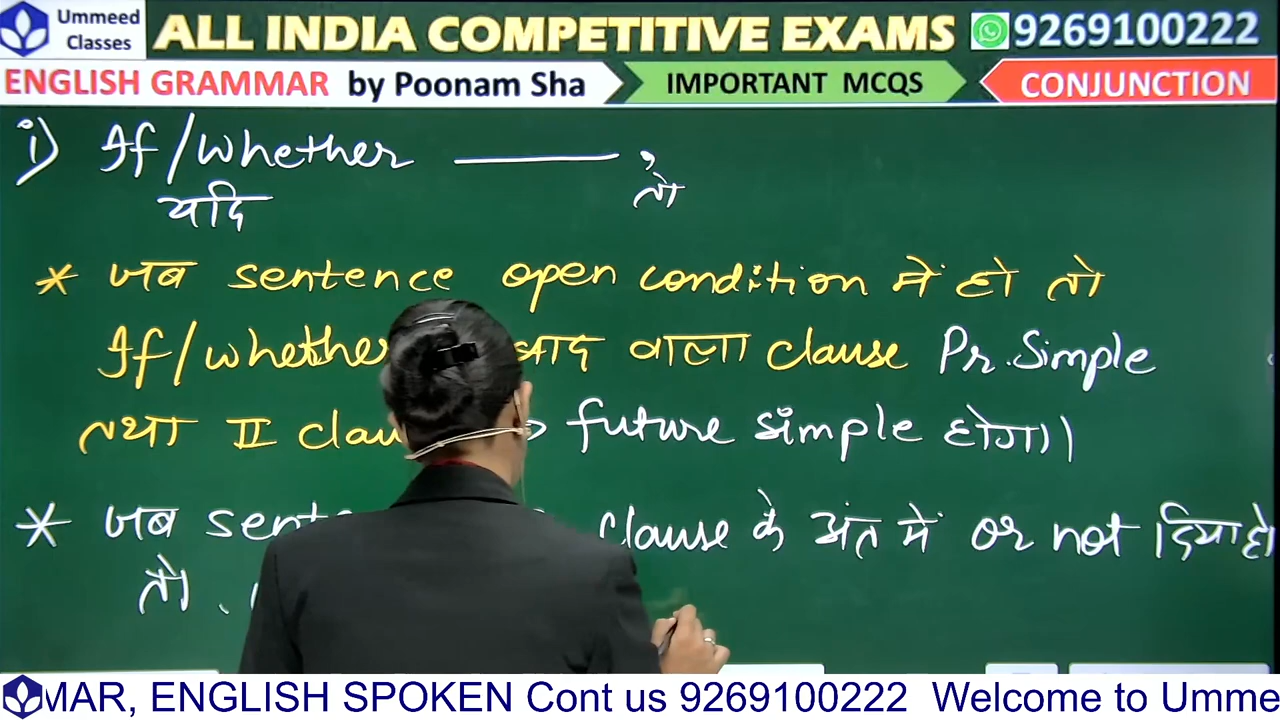 Ummeed
Classes
ALL INDIA COMPETITIVE EXAMS
9269100222
ENGLISH GRAMMAR by Poonam Sha
IMPORTANT MCQS
CONJUNCTION
i) If/Whether ——— ,
यदि तो
* जब sentence open condition में हो तो
If/whether बाद वाला clause Pr. Simple
तथा II clau future simple होगा।
* जब sent clause के अंत में or not दिया हो
तो
MAR, ENGLISH SPOKEN Cont us 9269100222 Welcome to Umme